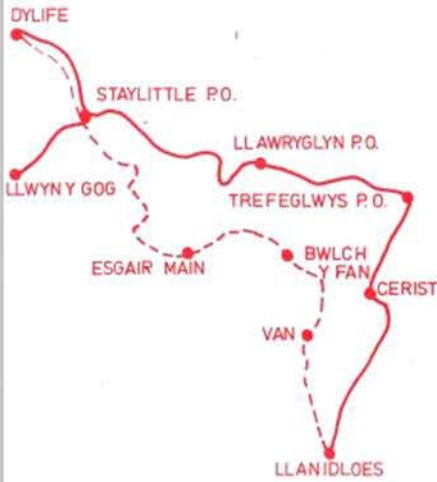 DYLIFE
STAYLITTLE P.O.
LLAWRYGLYN P.O.
LLWYN Y GOG
TREFEGLWYS P.O.
BWLCH
Y FAN
ESGAIR MAIN
CERIST
VAN
LLANIDLOES